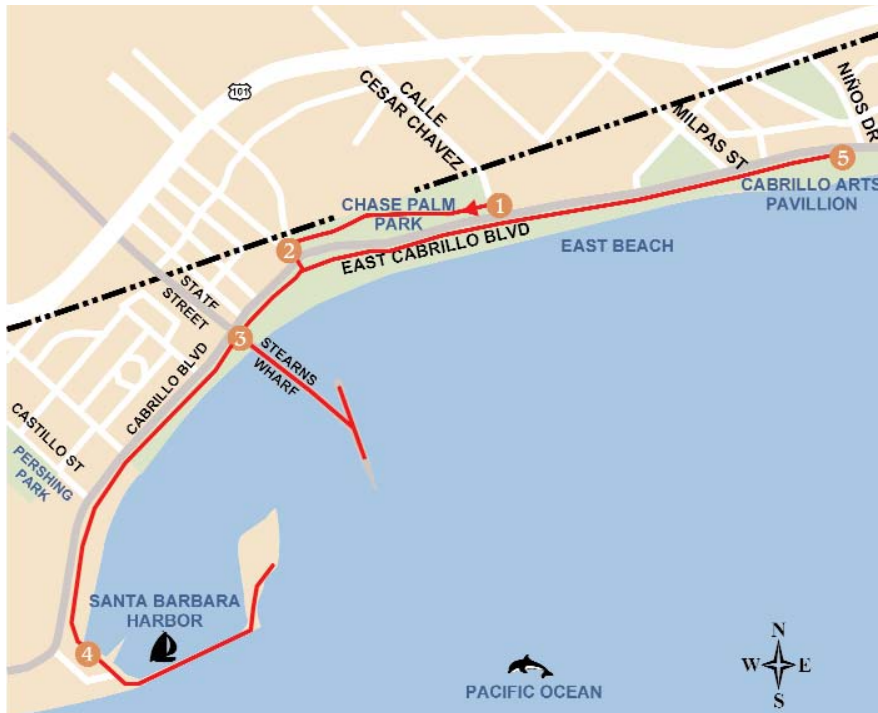 101
CALLE
CESAR CHAVEZ
MILPAS ST
NIÑOS DR
5
CABRILLO ARTS
PAVILLION
1
CHASE PALM
PARK
2
EAST CABRILLO BLVD
EAST BEACH
STATE
STREET
3
STEARNS
WHARF
CABRILLO BLVD
CASTILLO ST
PERSHING
PARK
SANTA BARBARA
HARBOR
4
PACIFIC OCEAN
N
W
E
S